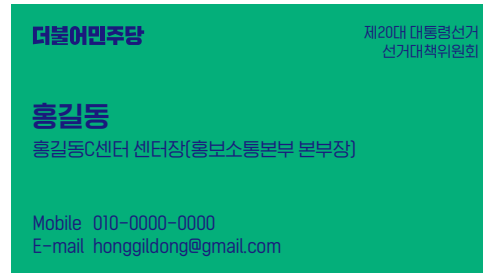 더불어민주당
제20대 대통령선거
선거대책위원회
홍길동
홍길동C센터 센터장(홍보소통본부 본부장)
Mobile 010-0000-0000
E-mail honggildong@gmail.com